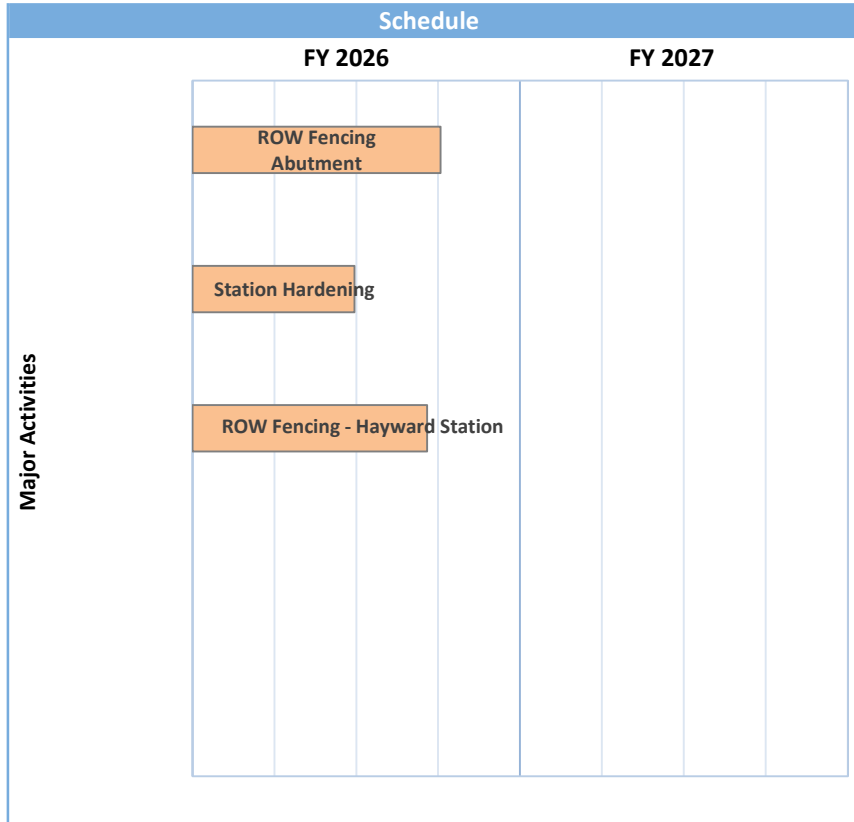 Schedule
FY 2026
FY 2027
ROW Fencing
Abutment
Station Hardening
ROW Fencing - Hayward Station
Major Activities